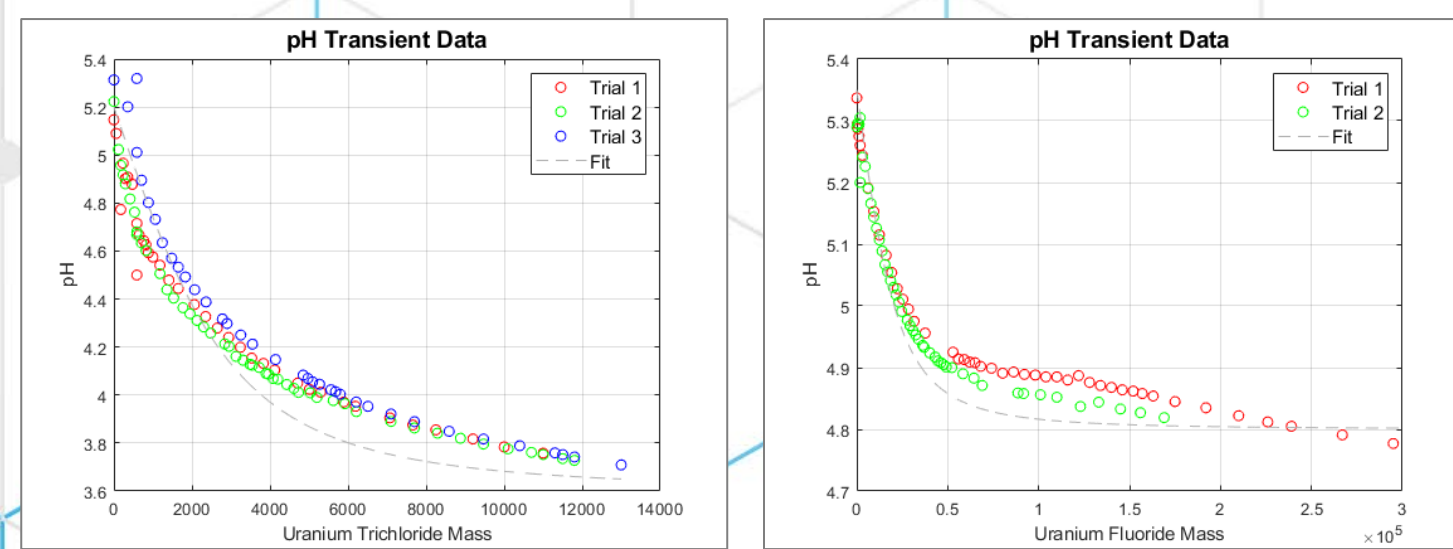 pH Transient Data
5.4
5.2
5
4.8
4.6
4.4
4.2
4
3.8
3.6
pH
Trial 1
Trial 2
Trial 3
Fit
0 2000 4000 6000 8000 10000 12000 14000
Uranium Trichloride Mass
pH Transient Data
5.4
5.3
5.2
5.1
5
4.9
4.8
4.7
pH
Trial 1
Trial 2
Fit
0 0.5 1 1.5 2 2.5 3
Uranium Fluoride Mass
×10⁵